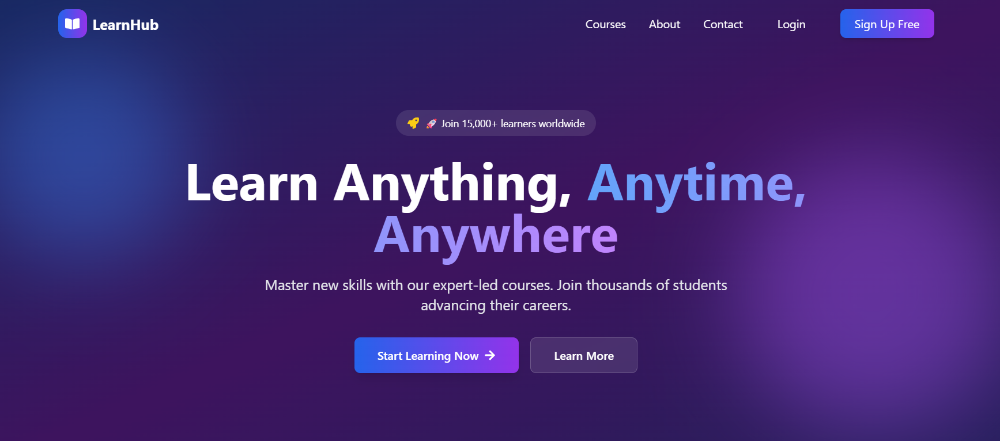 LearnHub
Courses
About
Contact
Login
Sign Up Free
🚀 Join 15,000+ learners worldwide
Learn Anything, Anytime,
Anywhere
Master new skills with our expert-led courses. Join thousands of students
advancing their careers.
Start Learning Now →
Learn More